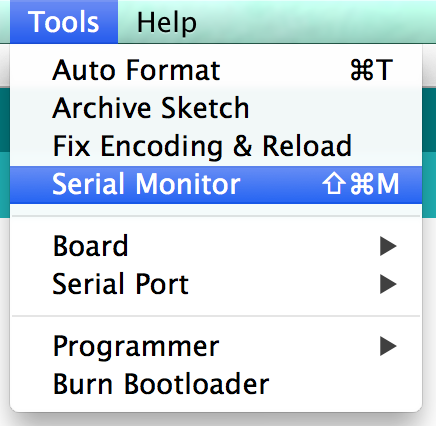 Tools Help
Auto Format ⌘T
Archive Sketch
Fix Encoding & Reload
Serial Monitor ⇧⌘M
Board ▶
Serial Port ▶
Programmer ▶
Burn Bootloader